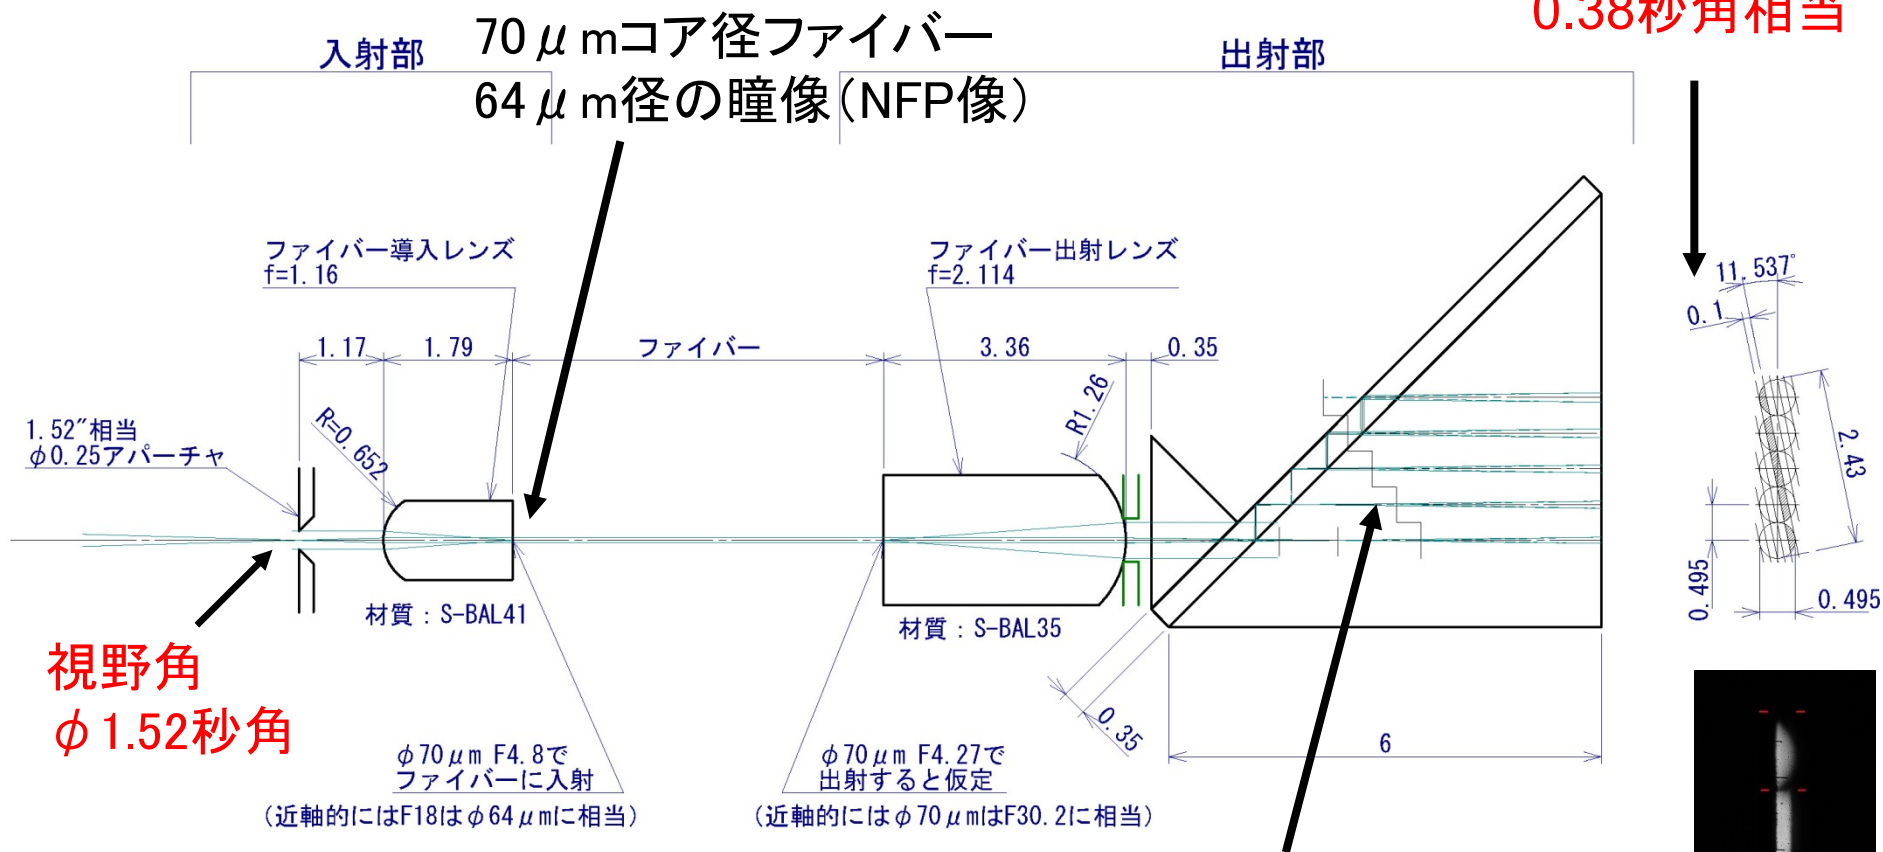 0.38秒角相当
70μmコア径ファイバー
64μm径の瞳像(NFP像)
入射部
出射部
ファイバー導入レンズ
f=1.16
ファイバー出射レンズ
f=2.114
11.537°
0.1
1.17
1.79
ファイバー
3.36
0.35
R1.26
R=0.652
1.52″相当
φ0.25アパーチャ
2.43
0.495
0.495
材質：S-BAL41
材質：S-BAL35
視野角
φ1.52秒角
0.35
6
φ70μm F4.8で
ファイバーに入射
(近軸的にはF18はφ64μmに相当)
φ70μm F4.27で
出射すると仮定
(近軸的にはφ70μmはF30.2に相当)